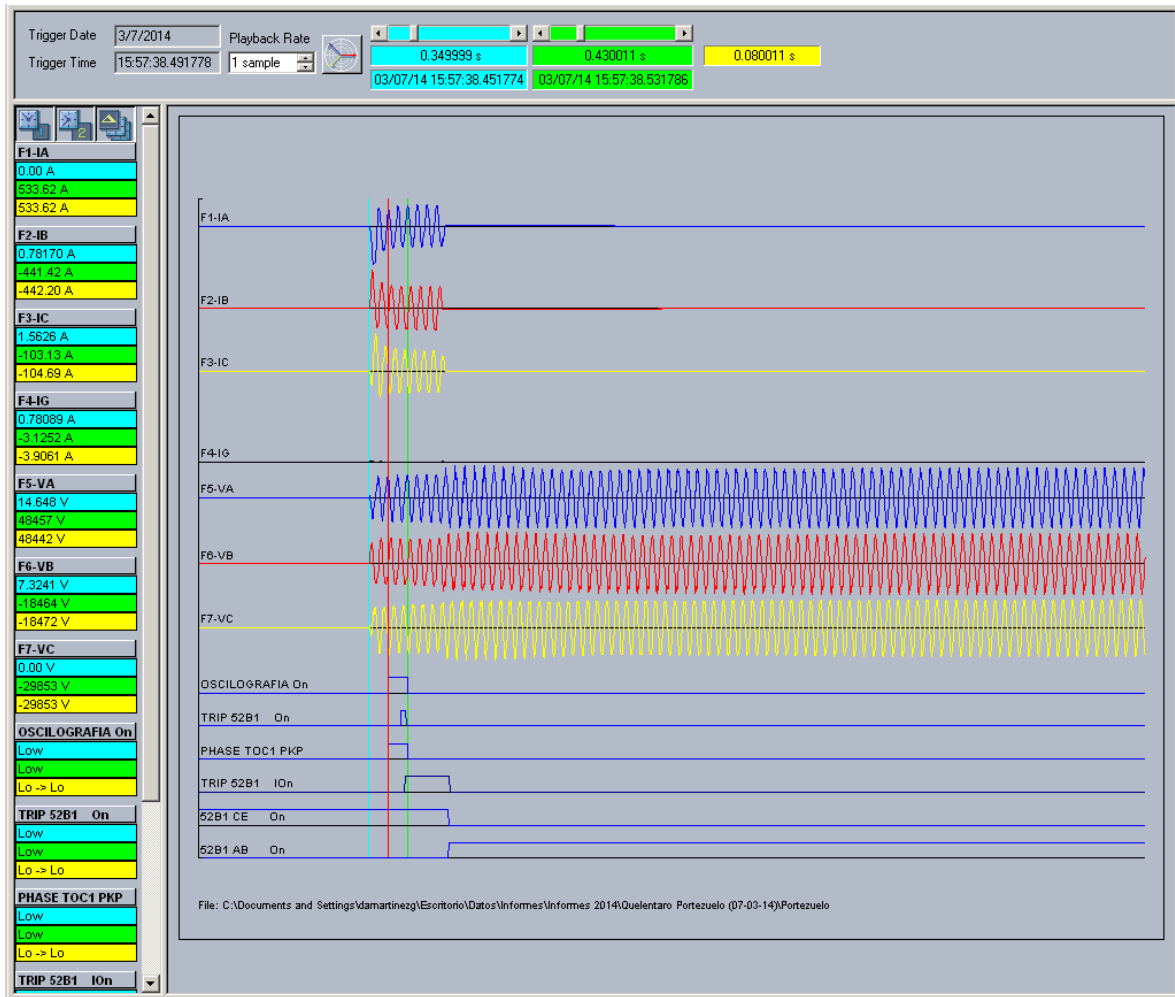 Trigger Date 3/7/2014 Playback Rate
Trigger Time 15:57:38.491778 1 sample
0.349999 s 0.430011 s 0.080011 s
03/07/14 15:57:38.451774 03/07/14 15:57:38.531786
2
F1-IA
0.00 A
533.62 A
533.62 A
F2-IB
0.78170 A
-441.42 A
-442.20 A
F3-IC
1.5626 A
-103.13 A
-104.69 A
F4-IG
0.78089 A
-3.1252 A
-3.9061 A
F5-VA
14.648 V
48457 V
48442 V
F6-VB
7.3241 V
-18464 V
-18472 V
F7-VC
0.00 V
-29853 V
-29853 V
OSCILOGRAFIA On
Low
Low
Lo -> Lo
TRIP 52B1 On
Low
Low
Lo -> Lo
PHASE TOC1 PKP
Low
Low
Lo -> Lo
TRIP 52B1 IOn
F1-IA
F2-IB
F3-IC
F4-IG
F5-VA
F6-VB
F7-VC
OSCILOGRAFIA On
TRIP 52B1 On
PHASE TOC1 PKP
TRIP 52B1 IOn
52B1 CE On
52B1 AB On
File: C:\Documents and Settings\damartinezg\Escritorio\Datos\Informes\Informes 2014\Quelentaro Portezuelo (07-03-14)\Portezuelo